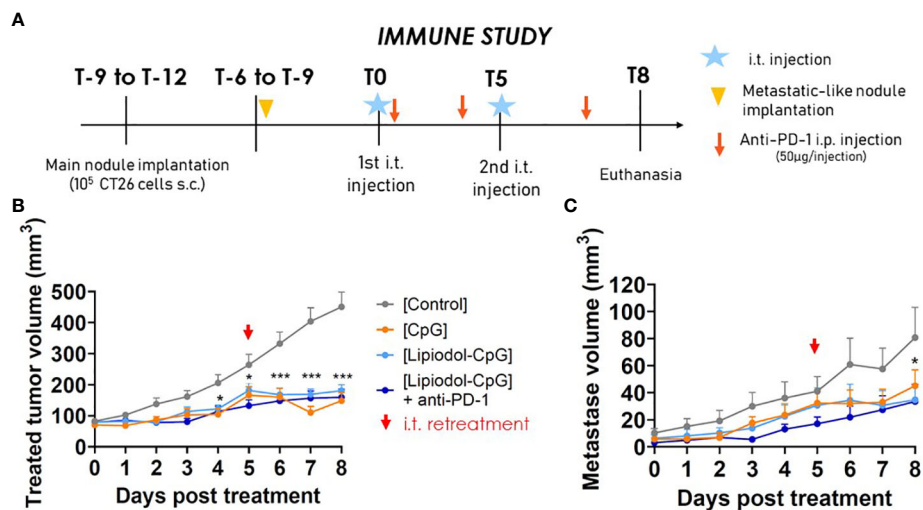 A
IMMUNE STUDY
T-9 to T-12
T-6 to T-9
T0
T5
T8
Main nodule implantation
(10⁵ CT26 cells s.c.)
1st i.t.
injection
2nd i.t.
injection
Euthanasia
i.t. injection
Metastatic-like nodule
implantation
Anti-PD-1 i.p. injection
(50µg/injection)
B
Treated tumor volume (mm³)
500
400
300
200
100
0
0 1 2 3 4 5 6 7 8
Days post treatment
* * *** *** ***
[Control]
[CpG]
[Lipiodol-CpG]
[Lipiodol-CpG]
+ anti-PD-1
i.t. retreatment
C
Metastase volume (mm³)
120
100
80
60
40
20
0
0 1 2 3 4 5 6 7 8
Days post treatment
*